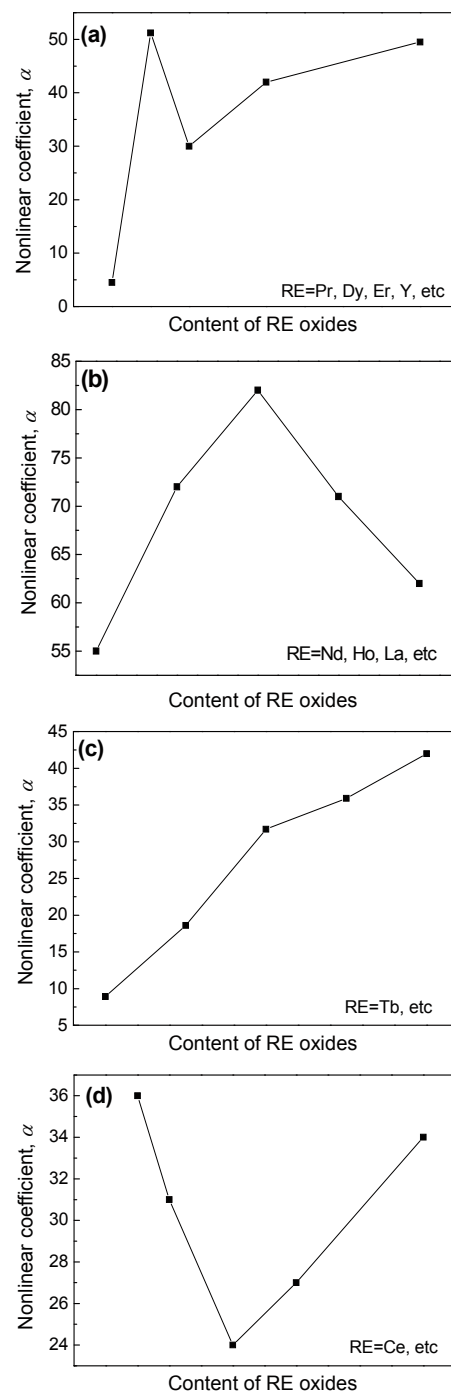 (a)
50
40
30
20
10
0
Nonlinear coefficient, α
RE=Pr, Dy, Er, Y, etc
Content of RE oxides
(b)
85
80
75
70
65
60
55
Nonlinear coefficient, α
RE=Nd, Ho, La, etc
Content of RE oxides
(c)
45
40
35
30
25
20
15
10
5
Nonlinear coefficient, α
RE=Tb, etc
Content of RE oxides
(d)
36
34
32
30
28
26
24
Nonlinear coefficient, α
RE=Ce, etc
Content of RE oxides